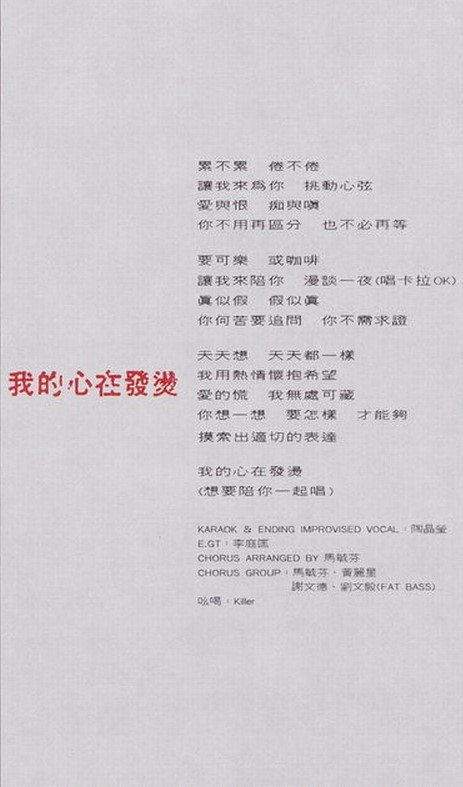 我的心在發燙
累不累 倦不倦
讓我來為你 挑動心弦
愛與恨 痴與嗔
你不用再區分 也不必再等
要可樂 或咖啡
讓我來陪你 漫談一夜(唱卡拉OK)
真似假 假似真
你何苦要追問 你不需求證
天天想 天天都一樣
我用熱情懷抱希望
愛的慌 我無處可藏
你想一想 要怎樣 才能夠
摸索出適切的表達
我的心在發燙
(想要陪你一起唱)
KARAOK & ENDING IMPROVISED VOCAL：陶晶瑩
E.GT：李庭匡
CHORUS ARRANGED BY 馬毓芬
CHORUS GROUP：馬毓芬、黃麗星
謝文德、劉文毅(FAT BASS)
吆喝：Killer